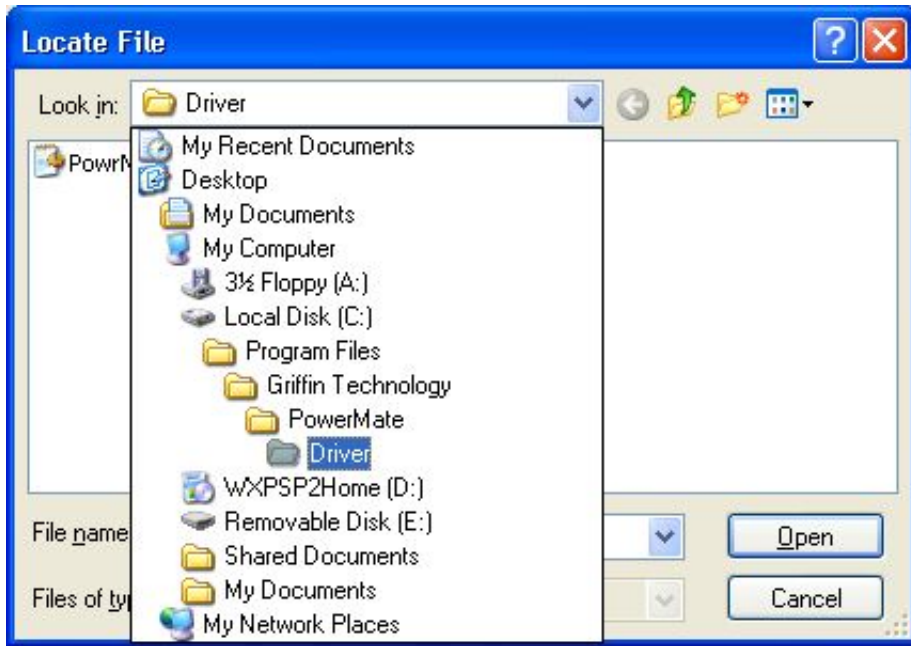 Locate File
Look in: Driver
My Recent Documents
PowrM
Desktop
My Documents
My Computer
3½ Floppy (A:)
Local Disk (C:)
Program Files
Griffin Technology
PowerMate
Driver
WXPSP2Home (D:)
Removable Disk (E:)
File name
Open
Shared Documents
My Documents
Files of ty
Cancel
My Network Places